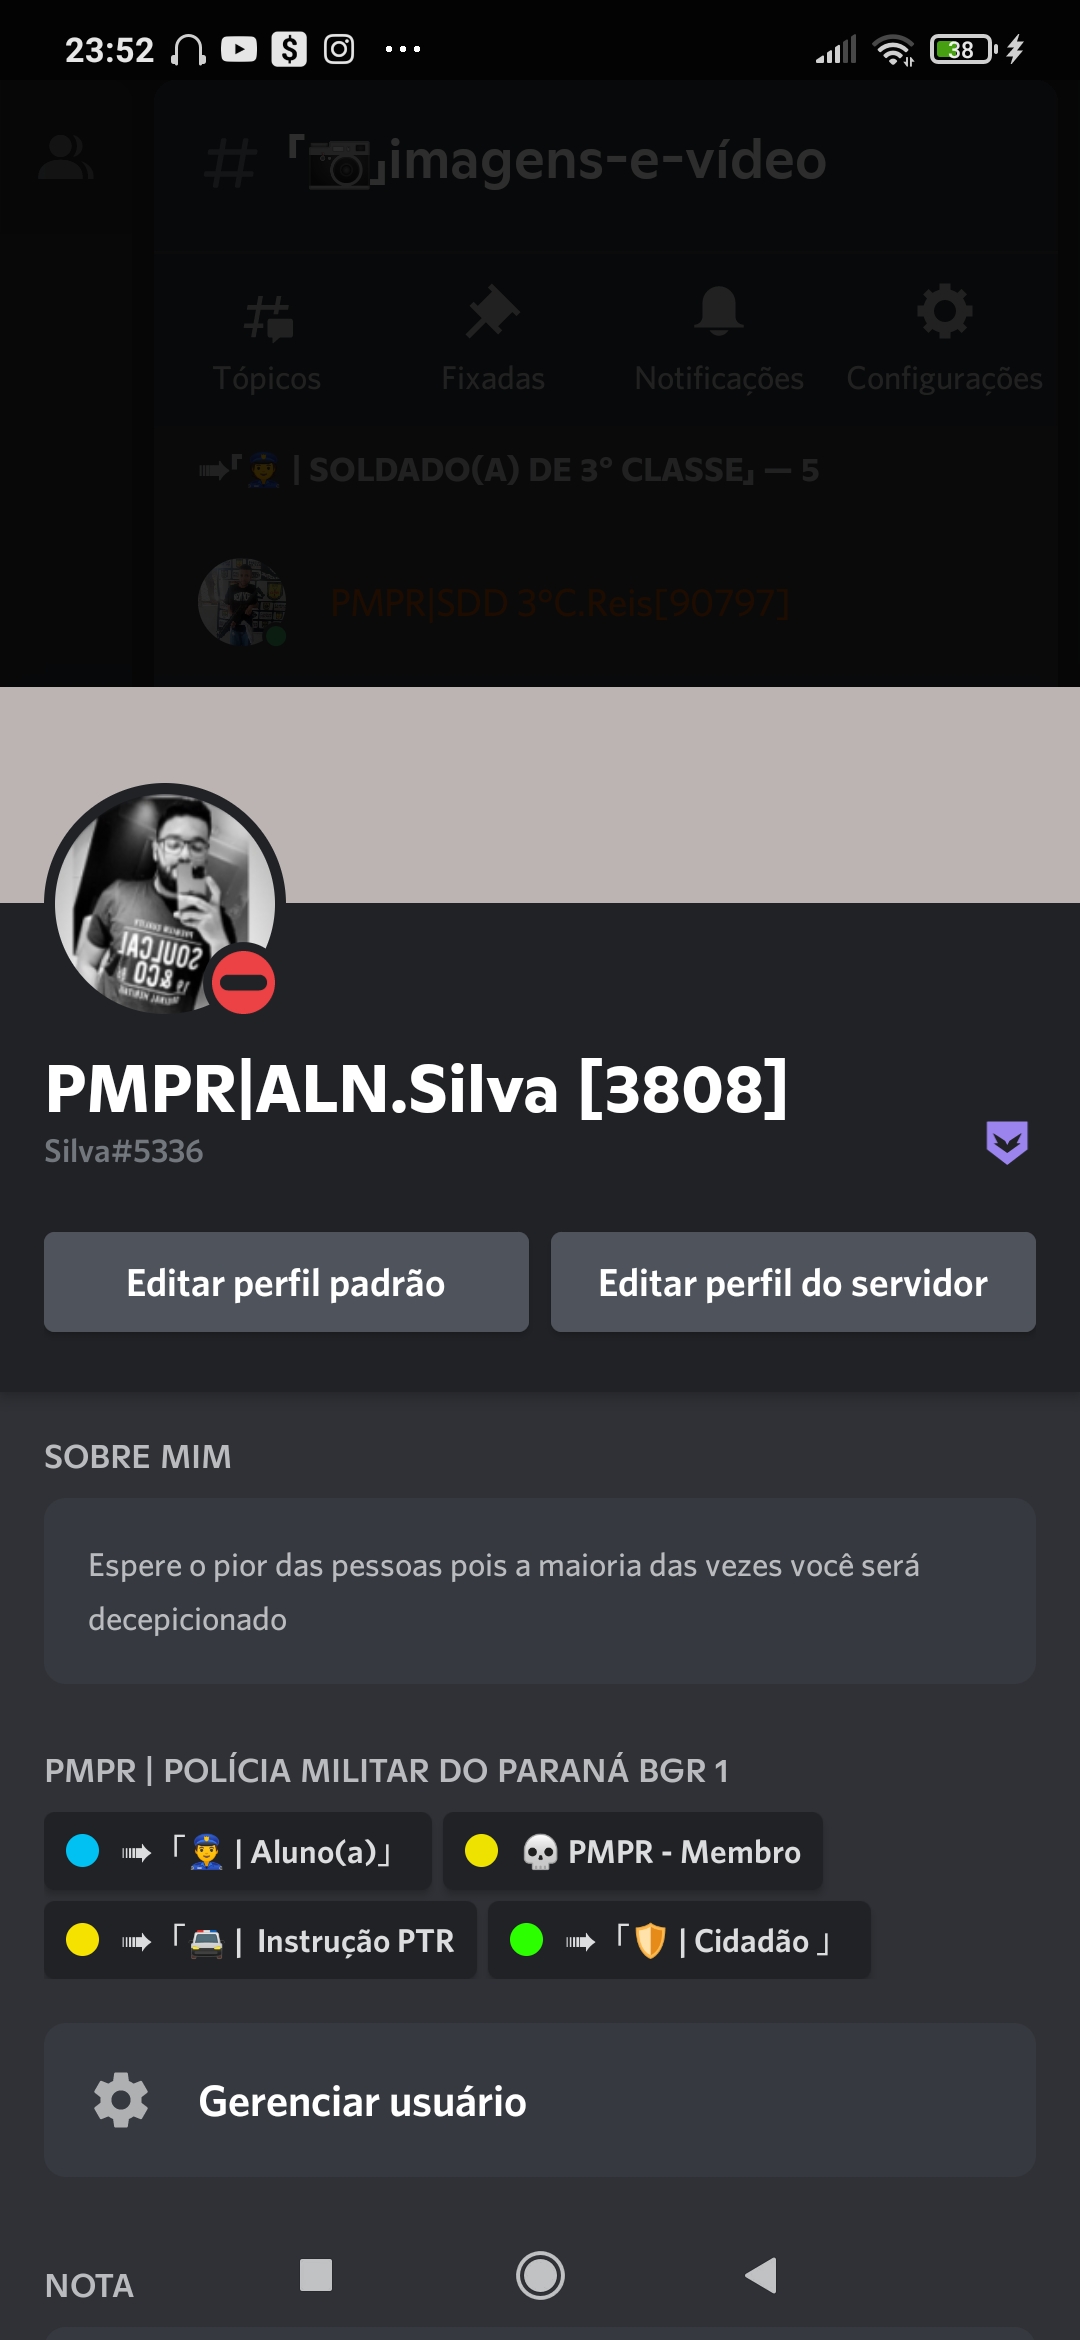 23:52
38
# 「📷」imagens-e-vídeo
Tópicos Fixadas Notificações Configurações
➠「👮 | SOLDADO(A) DE 3° CLASSE」 — 5
PMPR|SDD 3°C.Reis[90797]
SOULCAL
&CO
PMPR|ALN.Silva [3808]
Silva#5336
Editar perfil padrão Editar perfil do servidor
SOBRE MIM
Espere o pior das pessoas pois a maioria das vezes você será
decepicionado
PMPR | POLÍCIA MILITAR DO PARANÁ BGR 1
➠ 「👮 | Aluno(a)」 💀 PMPR - Membro
➠ 「🚔 | Instrução PTR ➠ 「🛡️ | Cidadão 」
Gerenciar usuário
NOTA